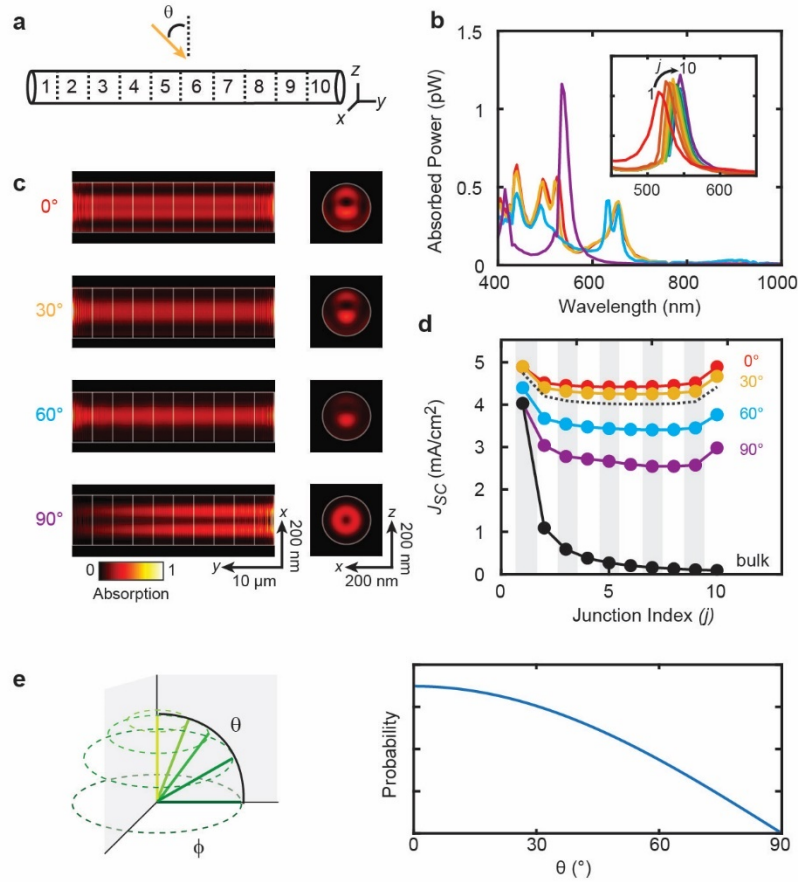 a
θ
1 2 3 4 5 6 7 8 9 10
z
y
x
b
1.5
1
0.5
0
Absorbed Power (pW)
400 600 800 1000
Wavelength (nm)
j
1
10
500 600
c
0°
30°
60°
90°
x
200 nm
y
10 µm
z
200 nm
x
200 nm
0 1
Absorption
d
5
4
3
2
1
0
JSC (mA/cm2)
0°
30°
60°
90°
bulk
0 5 10
Junction Index (j)
e
θ
ϕ
Probability
0 30 60 90
θ (°)